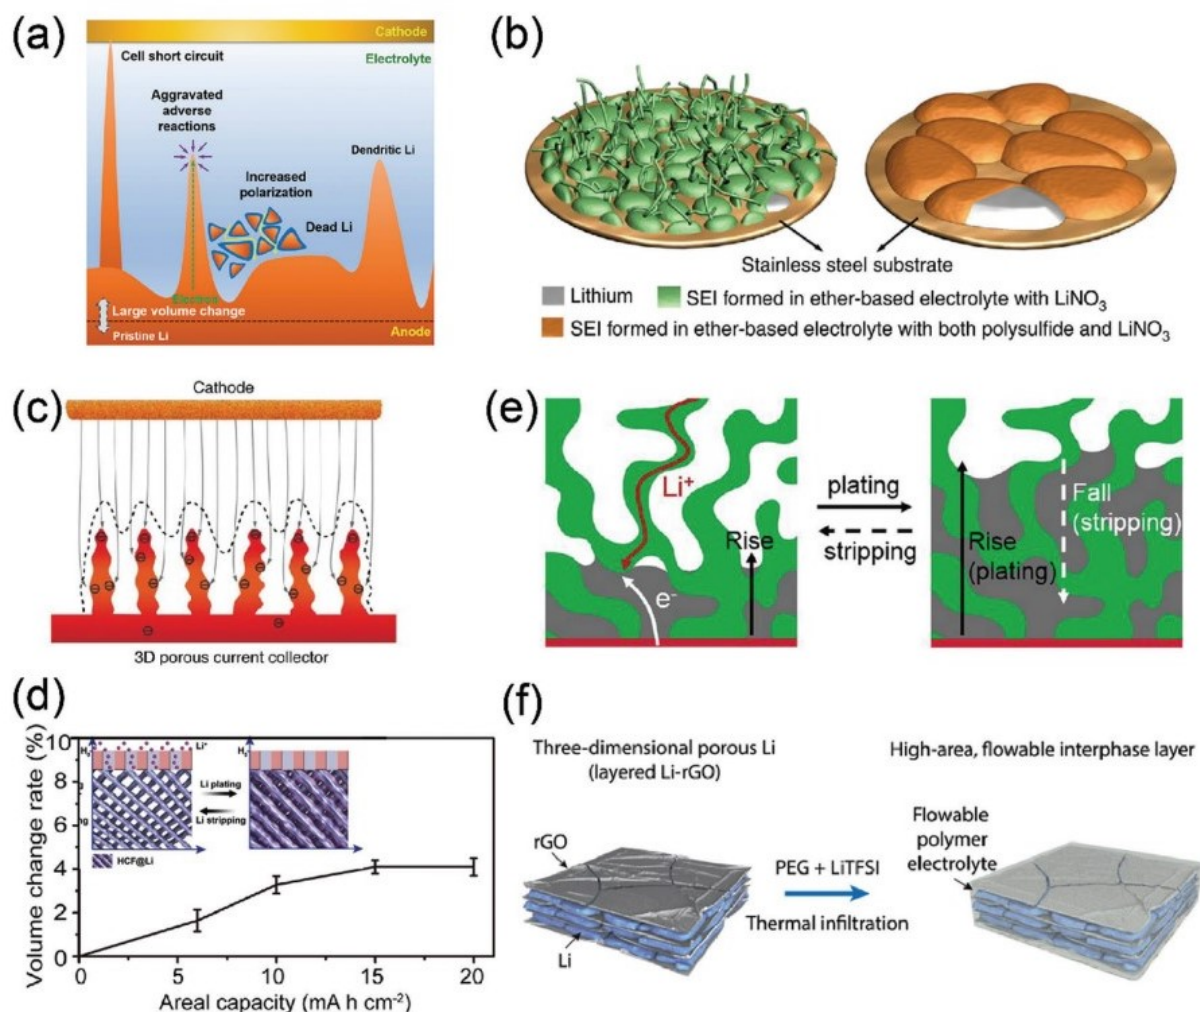 (a)
Cathode
Cell short circuit
Electrolyte
Aggravated
adverse
reactions
Dendritic Li
Increased
polarization
Dead Li
Electron
Large volume change
Pristine Li
Anode
(b)
Stainless steel substrate
Lithium
SEI formed in ether-based electrolyte with LiNO₃
SEI formed in ether-based electrolyte with both polysulfide and LiNO₃
(c)
Cathode
3D porous current collector
(e)
Li⁺
e⁻
Rise
plating
stripping
Rise
(plating)
Fall
(stripping)
(d)
Volume change rate (%)
10
8
6
4
2
0
Li⁺
Li plating
Li stripping
HCF@Li
0
5
10
15
20
Areal capacity (mA h cm⁻²)
(f)
Three-dimensional porous Li
(layered Li-rGO)
rGO
Li
PEG + LiTFSI
Thermal infiltration
High-area, flowable interphase layer
Flowable
polymer
electrolyte